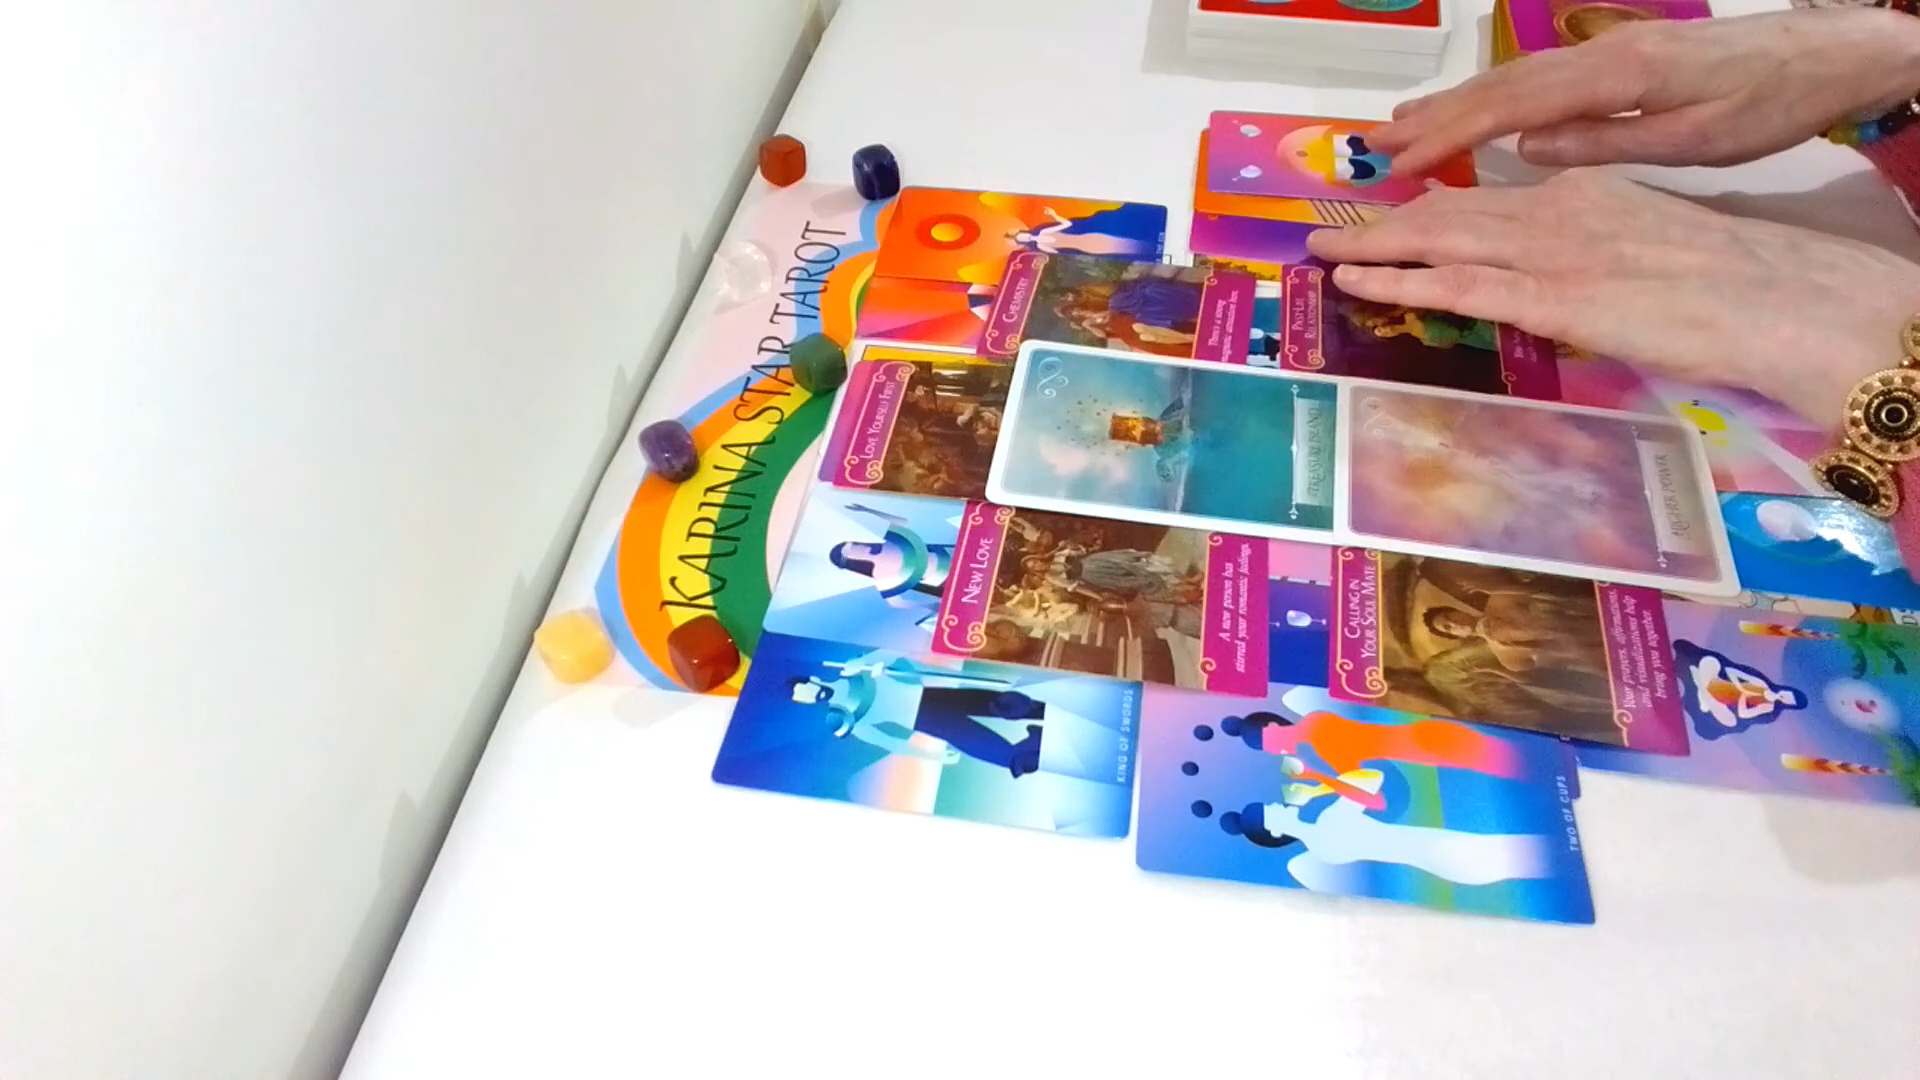 KARINA STAR TAROT
CHEMISTRY
There's a strong
magnetic attraction here.
PAST-LIFE
RELATIONSHIP
LOVE YOURSELF FIRST
TREASURE ISLAND
HIGHER POWER
NEW LOVE
A new person has
stirred your romantic feelings.
CALLING IN
YOUR SOUL MATE
Your prayers, affirmations,
and visualizations help
bring you together.
KING OF SWORDS
TWO OF CUPS